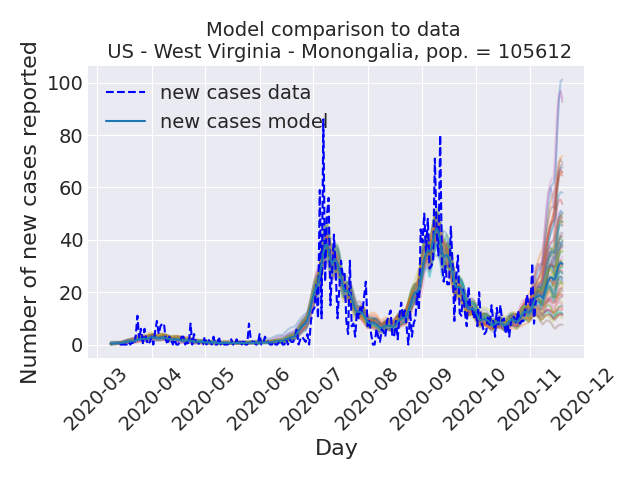 Model comparison to data
US - West Virginia - Monongalia, pop. = 105612
Number of new cases reported
100
80
60
40
20
0
new cases data
new cases model
2020-03
2020-04
2020-05
2020-06
2020-07
2020-08
2020-09
2020-10
2020-11
2020-12
Day